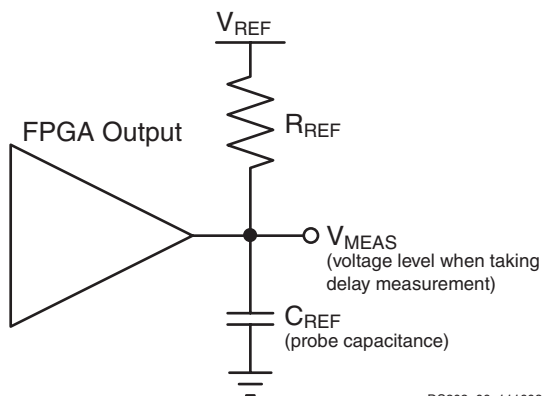 VREF
RREF
FPGA Output
VMEAS
(voltage level when taking
delay measurement)
CREF
(probe capacitance)